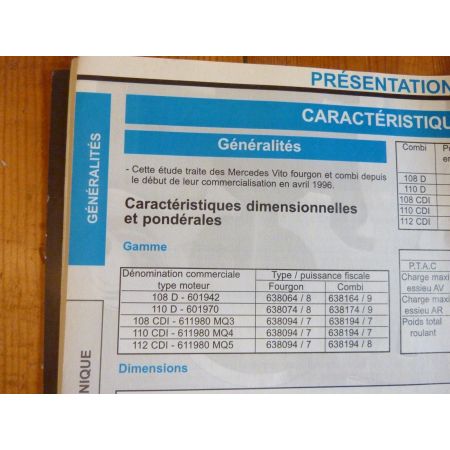 PRÉSENTATION
CARACTÉRISTIQU
GÉNÉRALITÉS
Généralités
- Cette étude traite des Mercedes Vito fourgon et combi depuis
le début de leur commercialisation en avril 1996.
Caractéristiques dimensionnelles
et pondérales
Gamme
Dénomination commerciale Type / puissance fiscale
type moteur Fourgon Combi
108 D - 601942 638064 / 8 638164 / 9
110 D - 601970 638074 / 8 638174 / 9
108 CDI - 611980 MQ3 638094 / 7 638194 / 7
110 CDI - 611980 MQ4 638094 / 7 638194 / 7
112 CDI - 611980 MQ5 638094 / 7 638194 / 8
Dimensions
Combi
108 D
110 D
108 CDI
110 CDI
112 CDI
P.T.A.C
Charge maxi
essieu AV
Charge maxi
essieu AR
Poids total
roulant
NIQUE